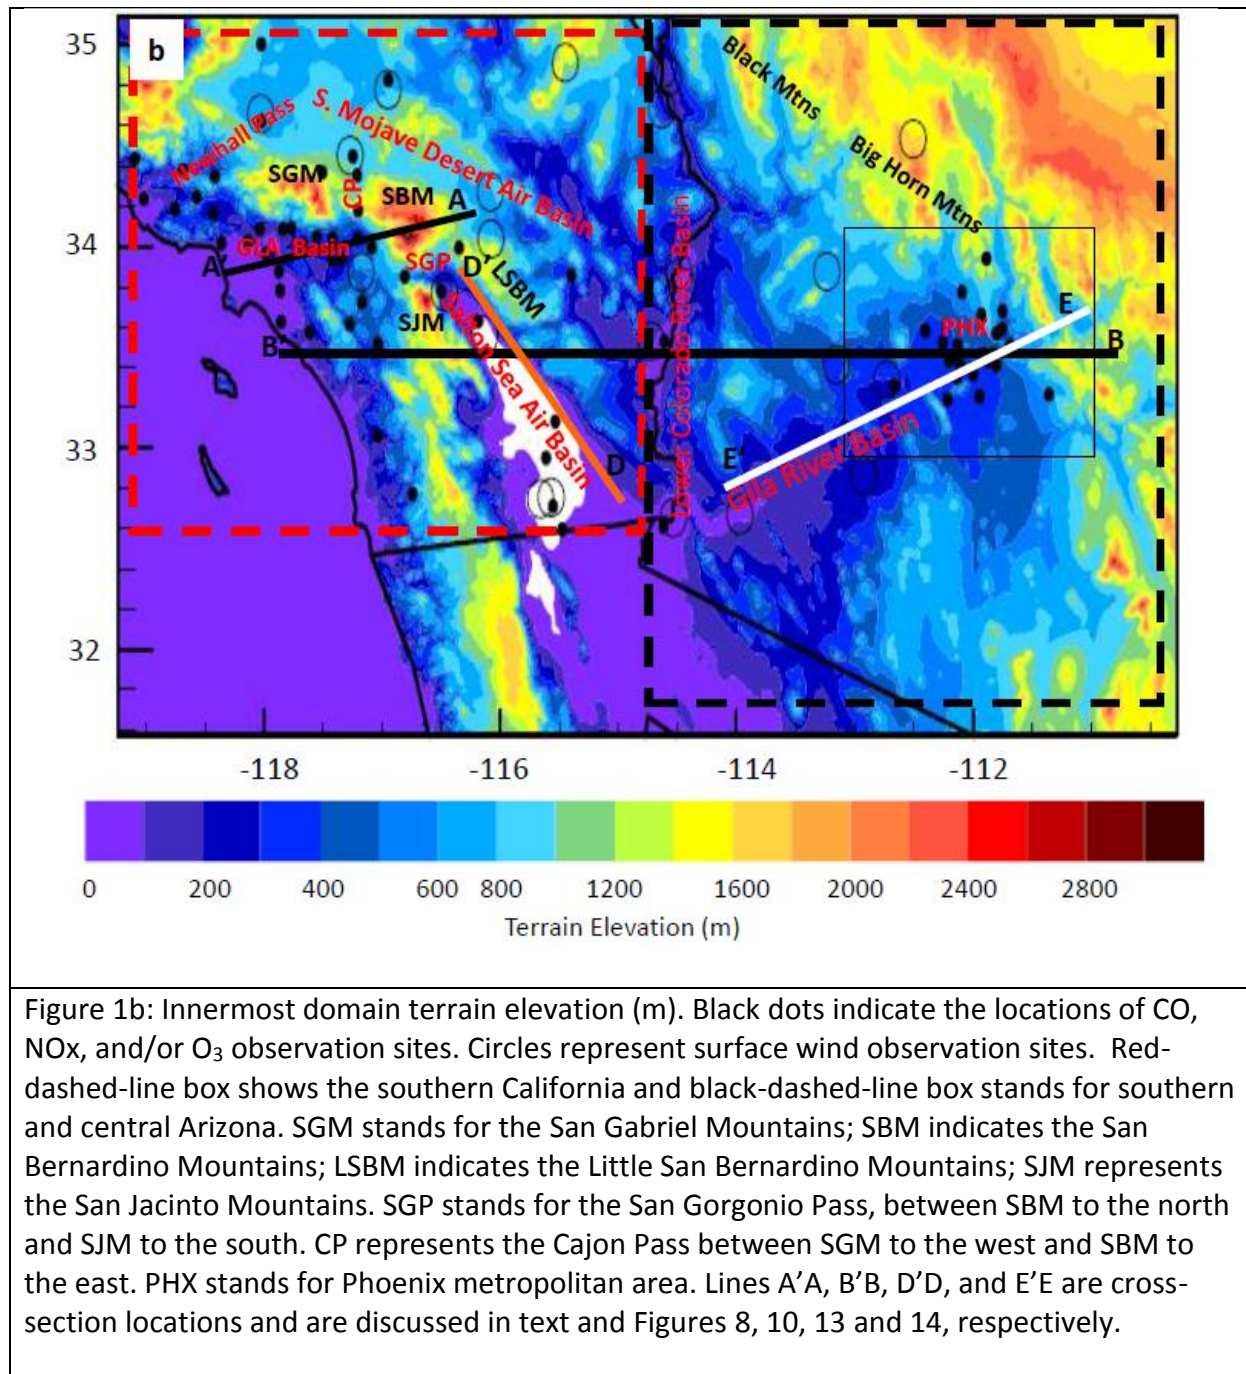 b
35
34
33
32
Black Mtns
Big Horn Mtns
Newhall Pass
S. Mojave Desert Air Basin
SGM
CP
SBM
A
GLA Basin
A'
SGP
D'
LSBM
SJM
Salton Sea Air Basin
B'
D
Lower Colorado River Basin
PHX
E
B
E'
Gila River Basin
-118 -116 -114 -112
0 200 400 600 800 1200 1600 2000 2400 2800
Terrain Elevation (m)
Figure 1b: Innermost domain terrain elevation (m). Black dots indicate the locations of CO,
NOx, and/or O₃ observation sites. Circles represent surface wind observation sites. Red-
dashed-line box shows the southern California and black-dashed-line box stands for southern
and central Arizona. SGM stands for the San Gabriel Mountains; SBM indicates the San
Bernardino Mountains; LSBM indicates the Little San Bernardino Mountains; SJM represents
the San Jacinto Mountains. SGP stands for the San Gorgonio Pass, between SBM to the north
and SJM to the south. CP represents the Cajon Pass between SGM to the west and SBM to
the east. PHX stands for Phoenix metropolitan area. Lines A’A, B’B, D’D, and E’E are cross-
section locations and are discussed in text and Figures 8, 10, 13 and 14, respectively.